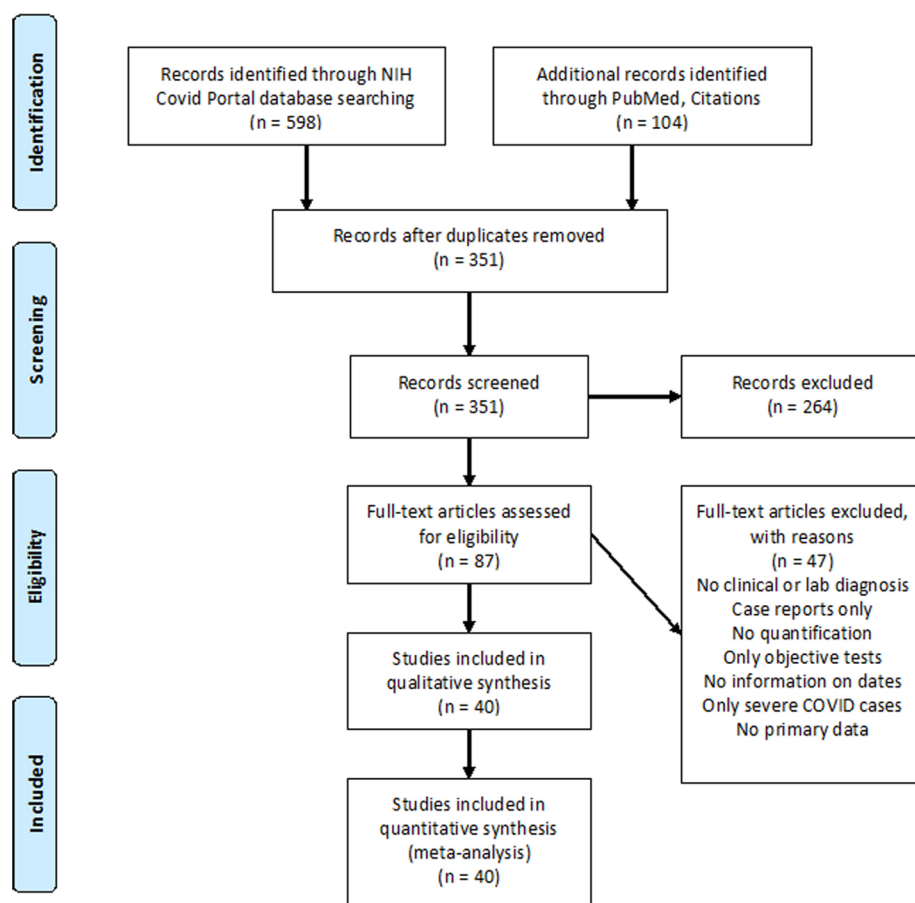 Identification
Records identified through NIH
Covid Portal database searching
(n = 598)
Additional records identified
through PubMed, Citations
(n = 104)
Records after duplicates removed
(n = 351)
Screening
Records screened
(n = 351)
Records excluded
(n = 264)
Eligibility
Full-text articles assessed
for eligibility
(n = 87)
Full-text articles excluded,
with reasons
(n = 47)
No clinical or lab diagnosis
Case reports only
No quantification
Only objective tests
No information on dates
Only severe COVID cases
No primary data
Studies included in
qualitative synthesis
(n = 40)
Included
Studies included in
quantitative synthesis
(meta-analysis)
(n = 40)